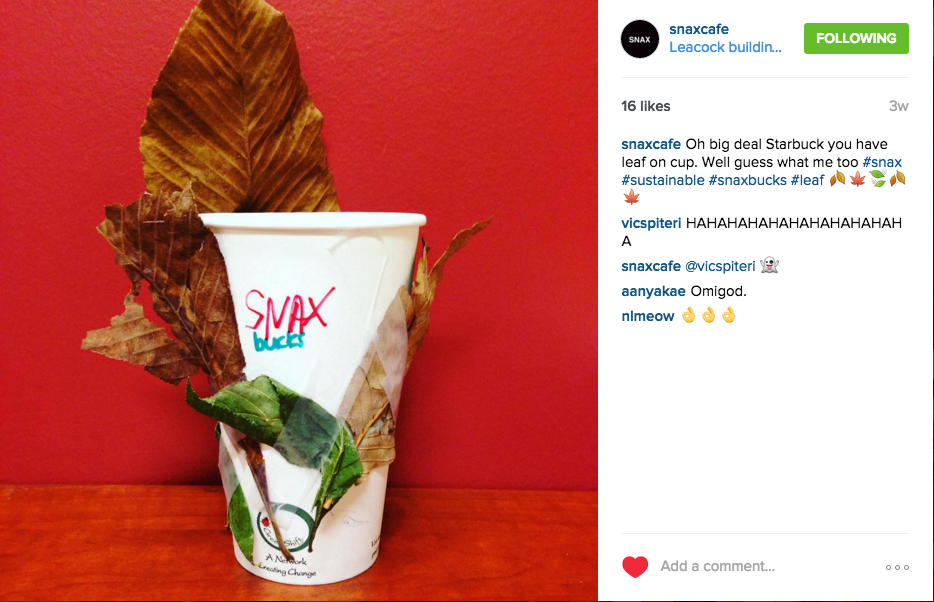 SNAX
bucks
A Network
Creating Change
SNAX
snaxcafe
Leacock buildin...
FOLLOWING
16 likes
3w
snaxcafe Oh big deal Starbuck you have
leaf on cup. Well guess what me too #snax
#sustainable #snaxbucks #leaf 🍂🍁🍃🍂
🍁
vicspiteri HAHAHAHAHAHAHAHAHAHAH
A
snaxcafe @vicspiteri 👻
aanyakae Omigod.
nlmeow 👌👌👌
Add a comment...